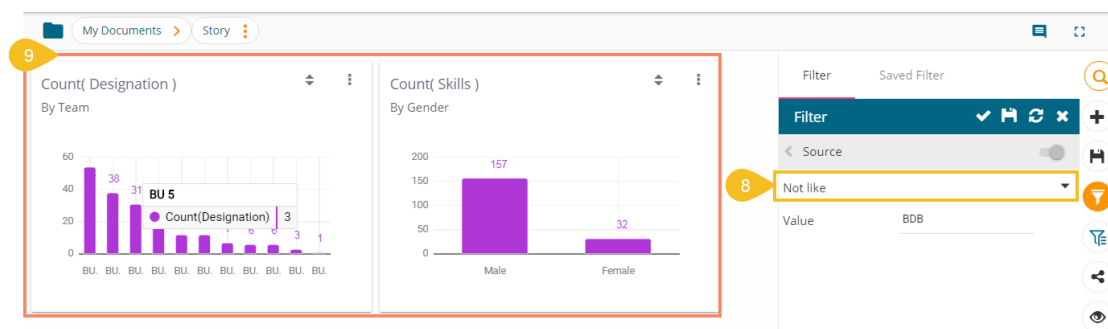 My Documents > Story
9
Count( Designation )
By Team
60
40
20
0
38
31
BU 5
Count(Designation) 3
6
6
3
1
BU. BU. BU. BU. BU. BU. BU. BU. BU. BU. BU.
Count( Skills )
By Gender
200
150
100
50
0
157
32
Male Female
Filter Saved Filter
Filter
< Source
8
Not like
Value BDB